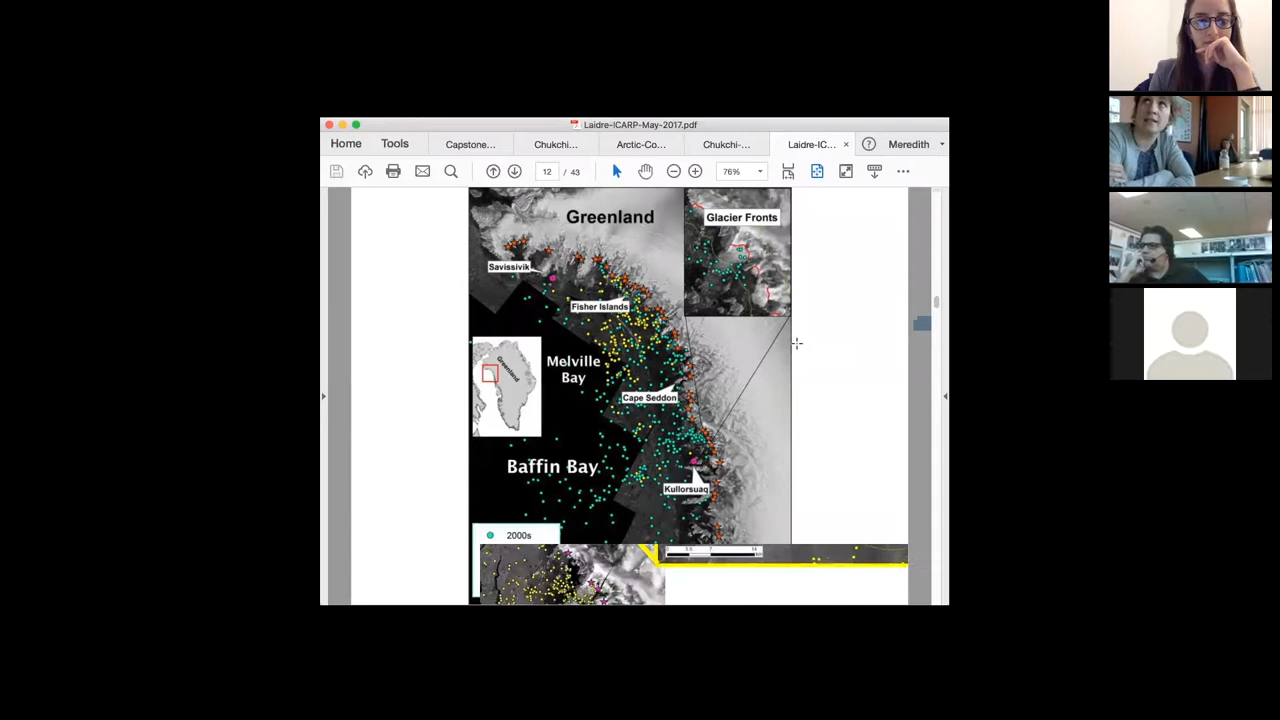 Laidre-ICARP-May-2017.pdf
Home
Tools
Capstone...
Chukchi...
Arctic-Co...
Chukchi-...
Laidre-IC... ×
?
Meredith
12 / 43
76%
Greenland
Glacier Fronts
Savissivik
Fisher Islands
Greenland
Melville
Bay
Cape Seddon
Baffin Bay
Kullorsuaq
2000s